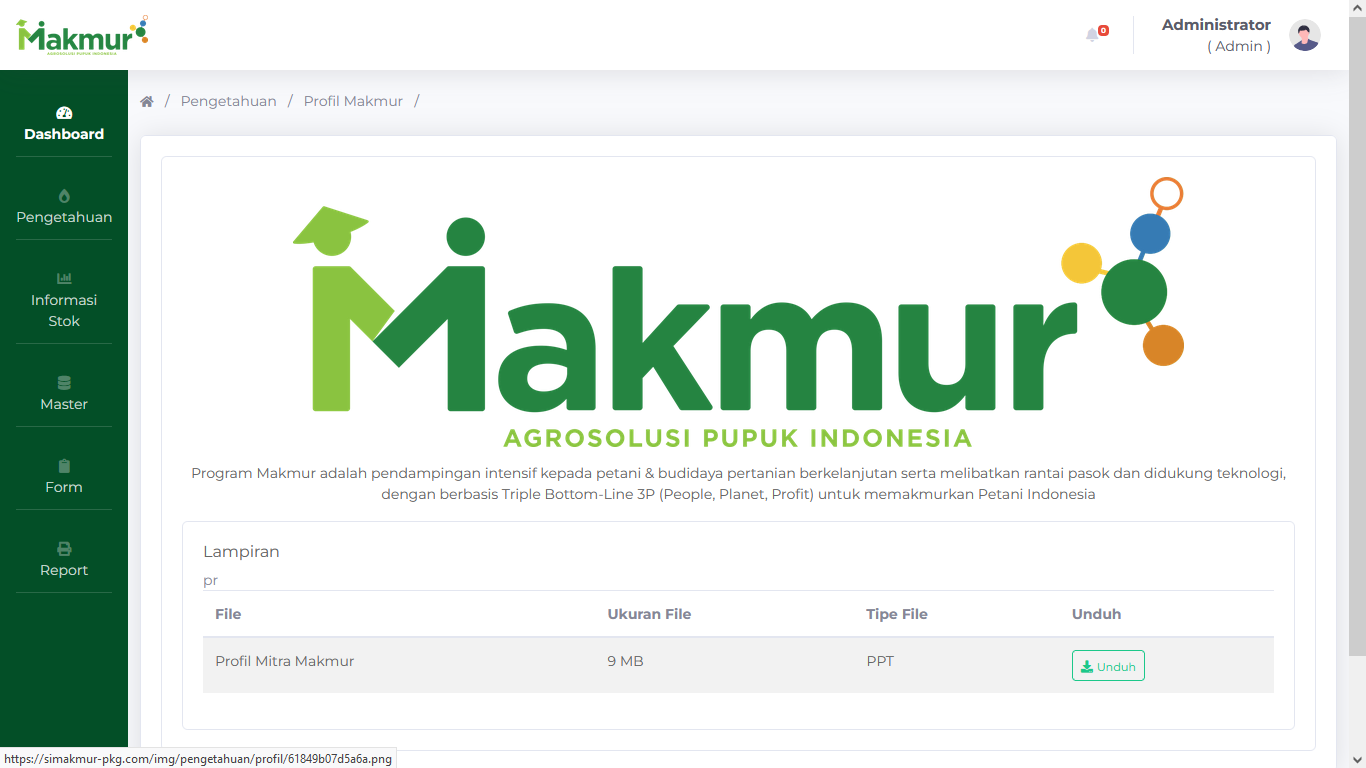 Makmur
AGROSOLUSI PUPUK INDONESIA
0
Administrator
( Admin )
Dashboard
Pengetahuan
Informasi
Stok
Master
Form
Report
/ Pengetahuan / Profil Makmur /
Makmur
AGROSOLUSI PUPUK INDONESIA
Program Makmur adalah pendampingan intensif kepada petani & budidaya pertanian berkelanjutan serta melibatkan rantai pasok dan didukung teknologi,
dengan berbasis Triple Bottom-Line 3P (People, Planet, Profit) untuk memakmurkan Petani Indonesia
Lampiran
pr
File Ukuran File Tipe File Unduh
Profil Mitra Makmur 9 MB PPT Unduh
https://simakmur-pkg.com/img/pengetahuan/profil/61849b07d5a6a.png